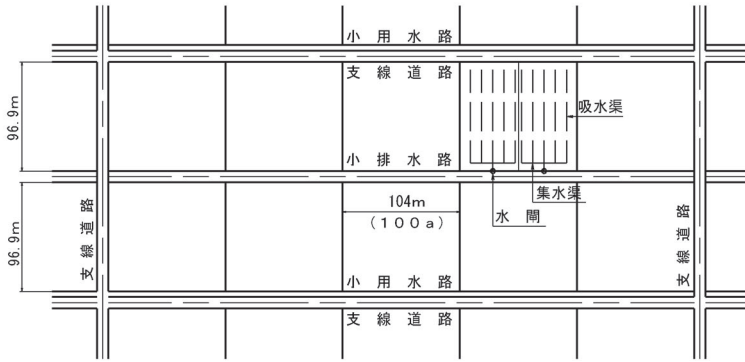 小用水路
支線道路
吸水渠
96.9m
小排水路
集水渠
水閘
104m
(100a)
96.9m
支線道路
支線道路
小用水路
支線道路